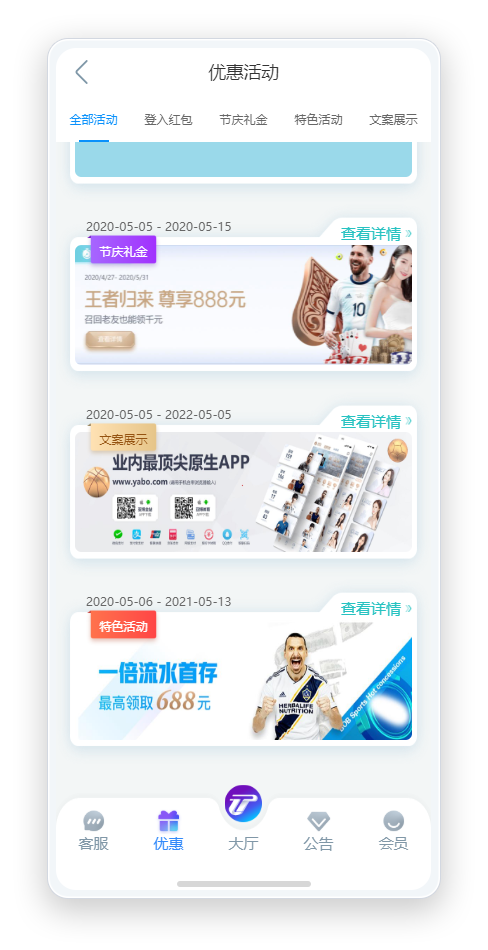 优惠活动
全部活动 登入红包 节庆礼金 特色活动 文案展示
2020-05-05 - 2020-05-15
查看详情
节庆礼金
2020/4/27- 2020/5/31
王者归来 尊享888元
召回老友也能领千元
10
2020-05-05 - 2022-05-05
查看详情
文案展示
业内最顶尖原生APP
www.yabo.com
2020-05-06 - 2021-05-13
查看详情
特色活动
一倍流水首存
最高领取688元
HERBALIFE
NUTRITION
OB Sports Hot concessions
客服 优惠 大厅 公告 会员